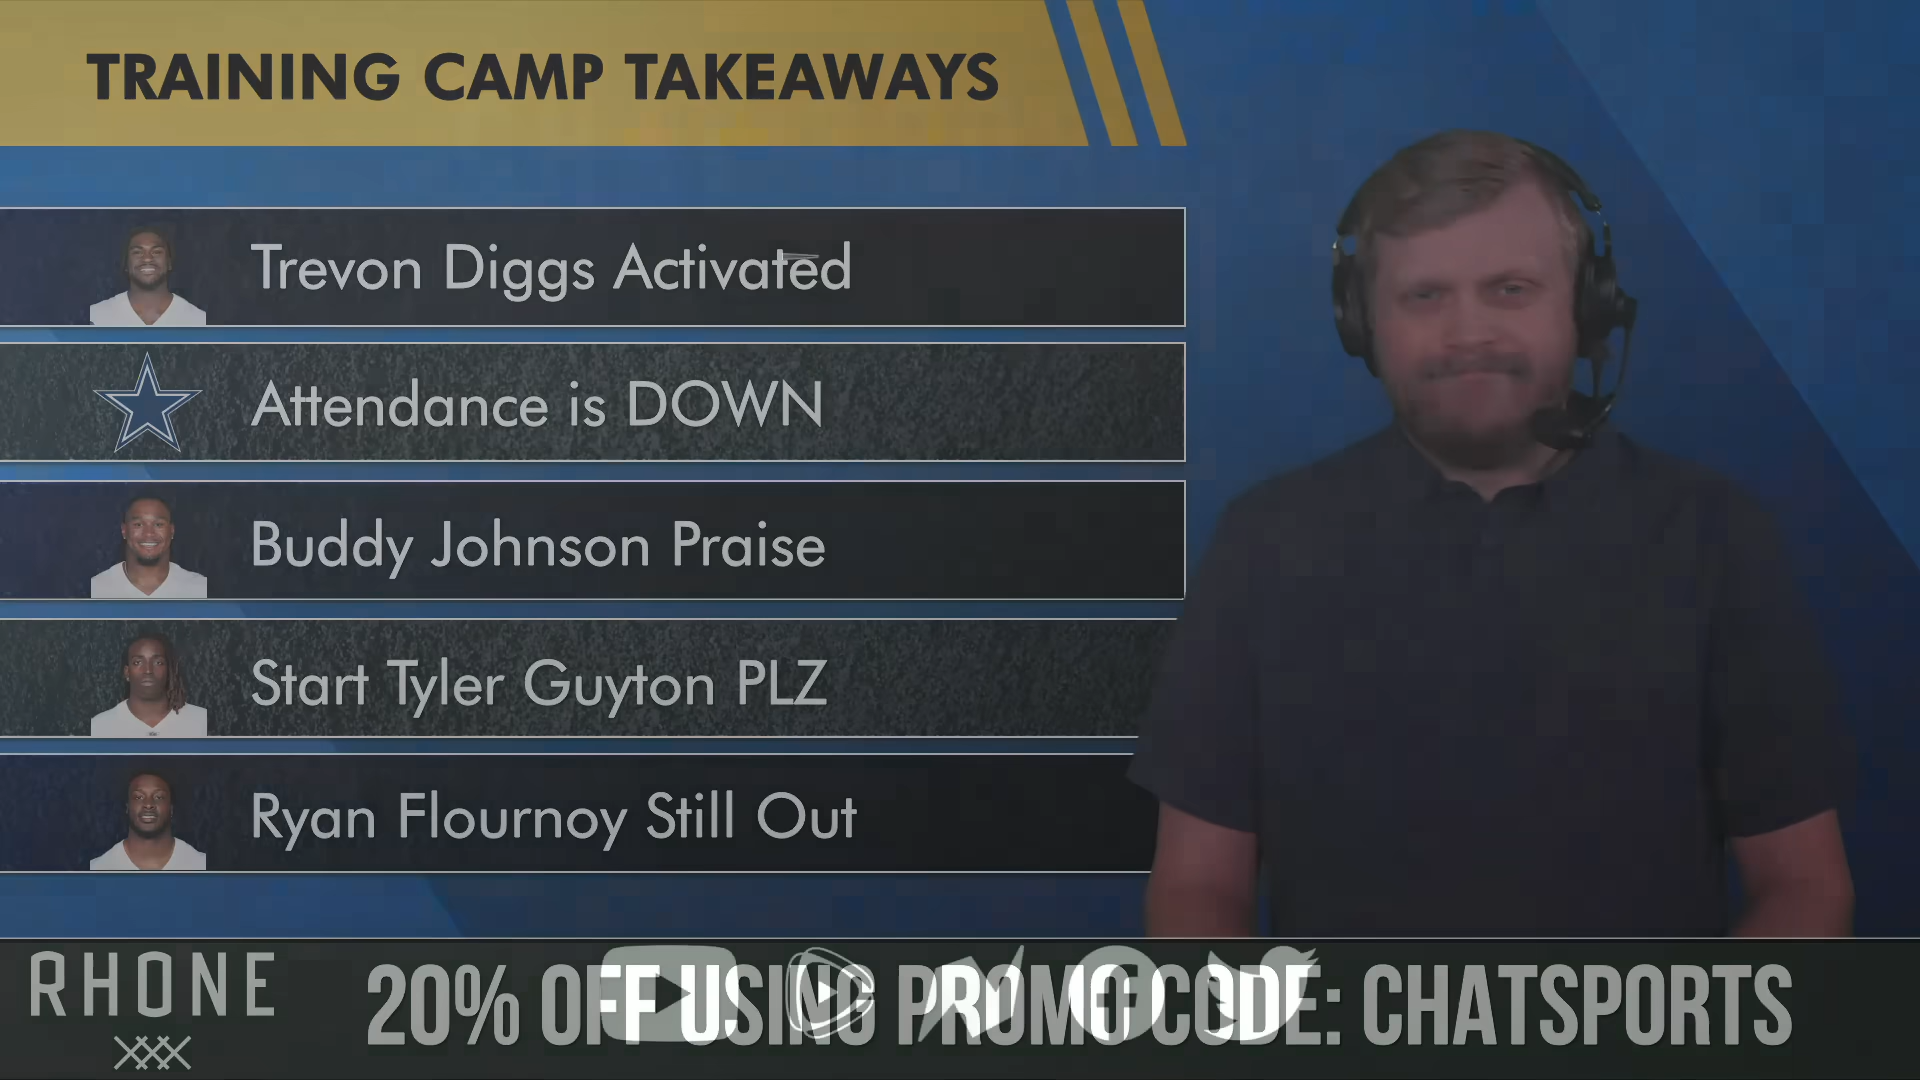 TRAINING CAMP TAKEAWAYS
Trevon Diggs Activated
Attendance is DOWN
Buddy Johnson Praise
Start Tyler Guyton PLZ
Ryan Flournoy Still Out
RHONE
20% OFF USING PROMO CODE: CHATSPORTS